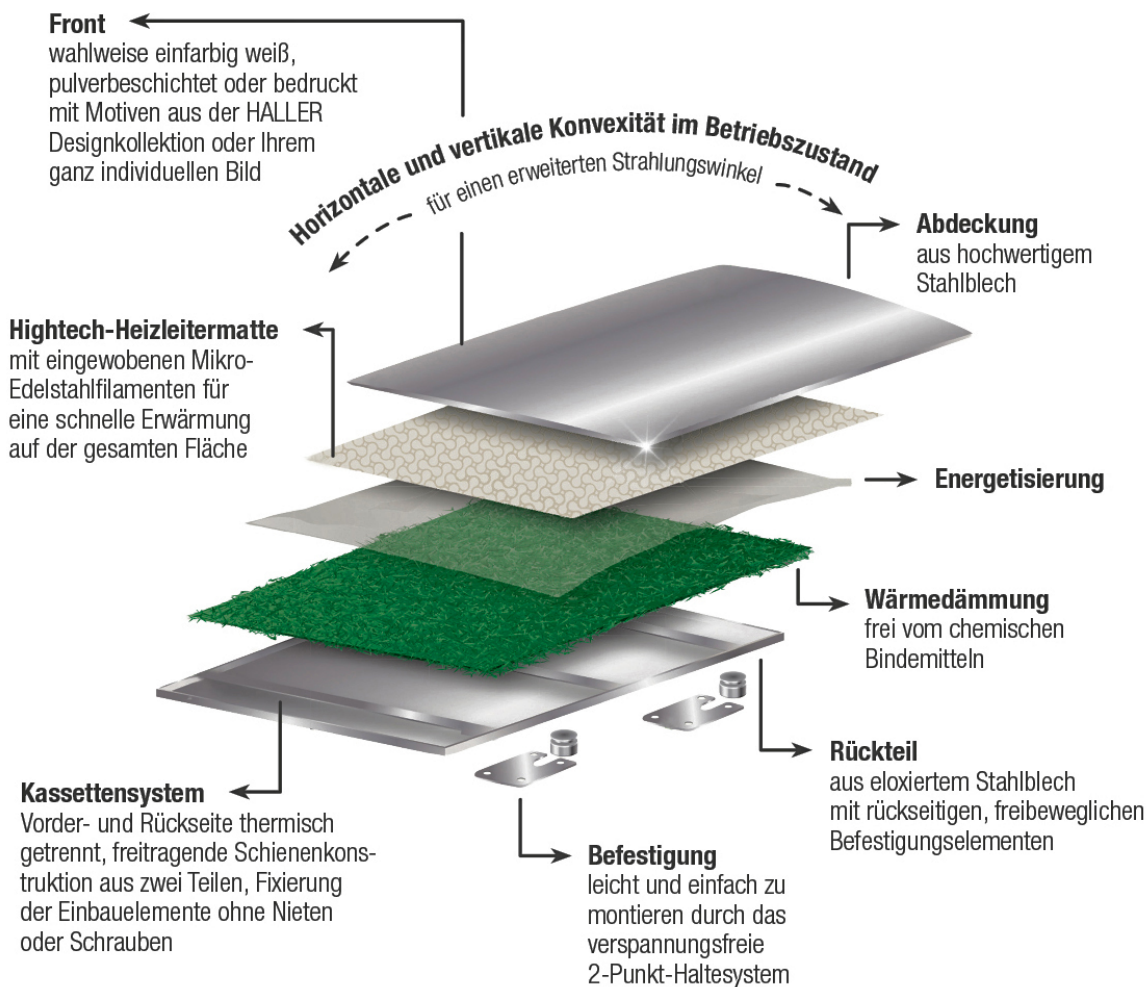 Front
wahlweise einfarbig weiß,
pulverbeschichtet oder bedruckt
mit Motiven aus der HALLER
Designkollektion oder Ihrem
ganz individuellen Bild
Horizontale und vertikale Konvexität im Betriebszustand
für einen erweiterten Strahlungswinkel
Abdeckung
aus hochwertigem
Stahlblech
Hightech-Heizleitermatte
mit eingewobenen Mikro-
Edelstahlfilamenten für
eine schnelle Erwärmung
auf der gesamten Fläche
Energetisierung
Wärmedämmung
frei vom chemischen
Bindemitteln
Rückteil
aus eloxiertem Stahlblech
mit rückseitigen, freibeweglichen
Befestigungselementen
Kassettensystem
Vorder- und Rückseite thermisch
getrennt, freitragende Schienenkons-
truktion aus zwei Teilen, Fixierung
der Einbauelemente ohne Nieten
oder Schrauben
Befestigung
leicht und einfach zu
montieren durch das
verspannungsfreie
2-Punkt-Haltesystem